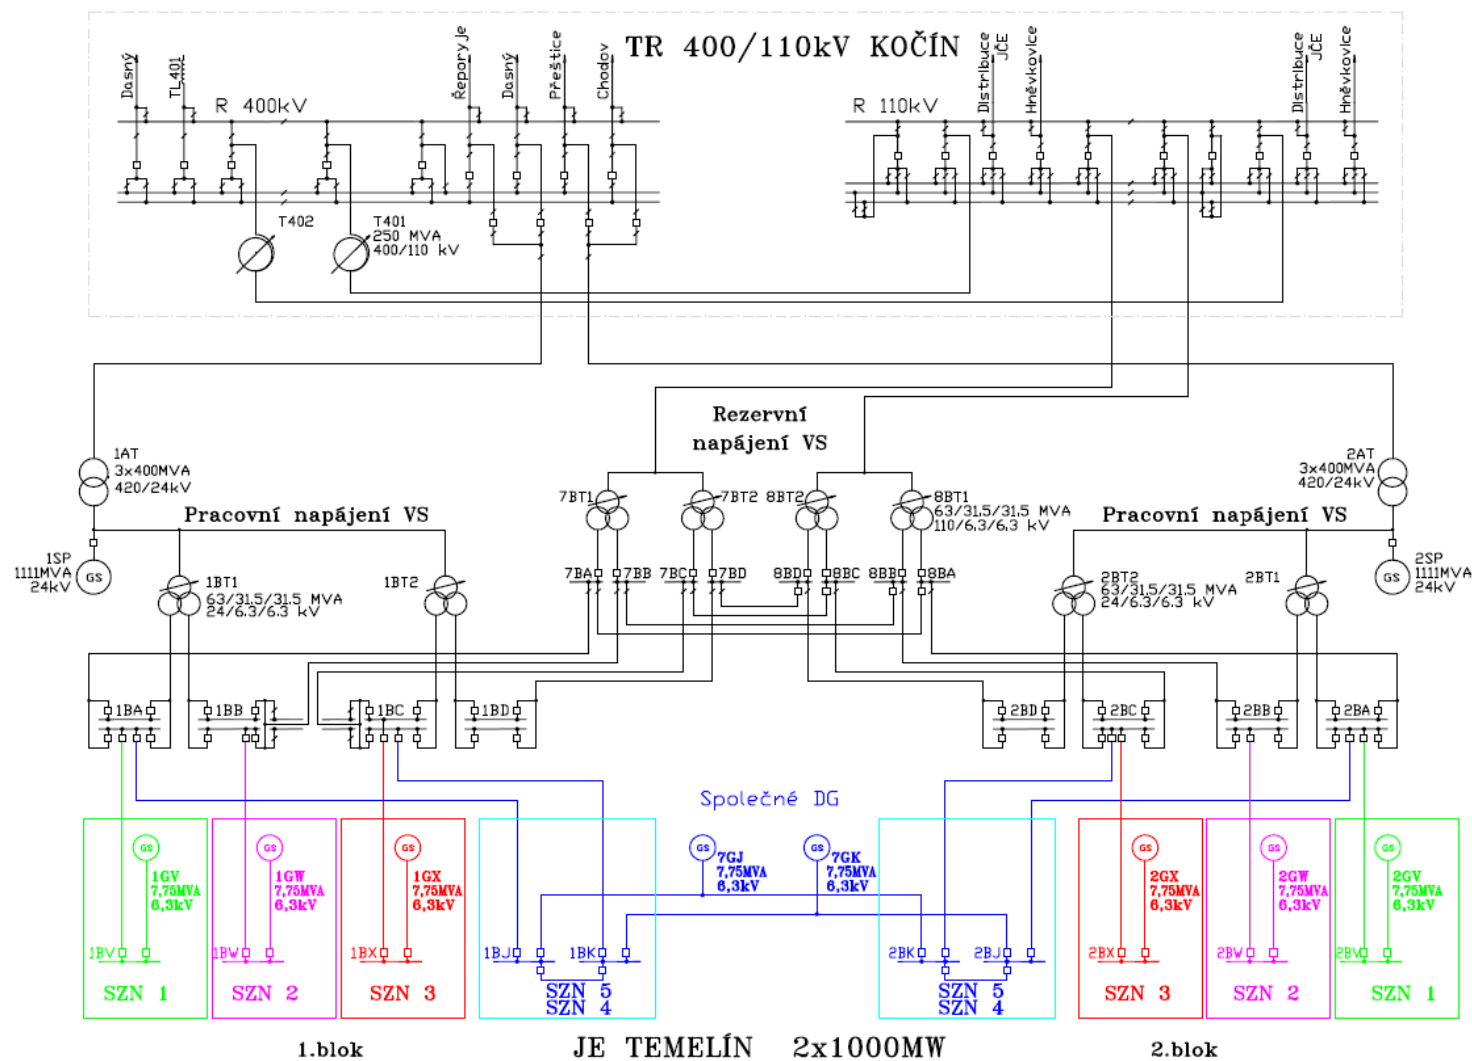 TR 400/110kV KOČÍN
Dasný
TL401
Řeporyje
Dasný
Přeštice
Chodov
Distribuce
JČE
Hněvkovice
Distribuce
JČE
Hněvkovice
R 400kV
R 110kV
T402
T401
250 MVA
400/110 kV
Rezervní
napájení VS
1AT
3x400MVA
420/24kV
2AT
3x400MVA
420/24kV
Pracovní napájení VS
Pracovní napájení VS
7BT1
7BT2
8BT2
8BT1
63/31.5/31.5 MVA
110/6.3/6.3 kV
1SP
1111MVA
24kV
GS
1BT1
63/31.5/31.5 MVA
24/6.3/6.3 kV
1BT2
7BA
7BB
7BC
7BD
8BD
8BC
8BB
8BA
2BT2
63/31.5/31.5 MVA
24/6.3/6.3 kV
2BT1
GS
2SP
1111MVA
24kV
1BA
1BB
1BC
1BD
2BD
2BC
2BB
2BA
Společné DG
GS
1GV
7,75MVA
6,3kV
GS
1GW
7,75MVA
6,3kV
GS
1GX
7,75MVA
6,3kV
GS
7GJ
7,75MVA
6,3kV
GS
7GK
7,75MVA
6,3kV
GS
2GX
7,75MVA
6,3kV
GS
2GW
7,75MVA
6,3kV
GS
2GV
7,75MVA
6,3kV
1BV
1BW
1BX
1BJ
1BK
2BK
2BJ
2BX
2BW
2BV
SZN 1
SZN 2
SZN 3
SZN 5
SZN 4
SZN 5
SZN 4
SZN 3
SZN 2
SZN 1
1.blok
JE TEMELÍN 2x1000MW
2.blok